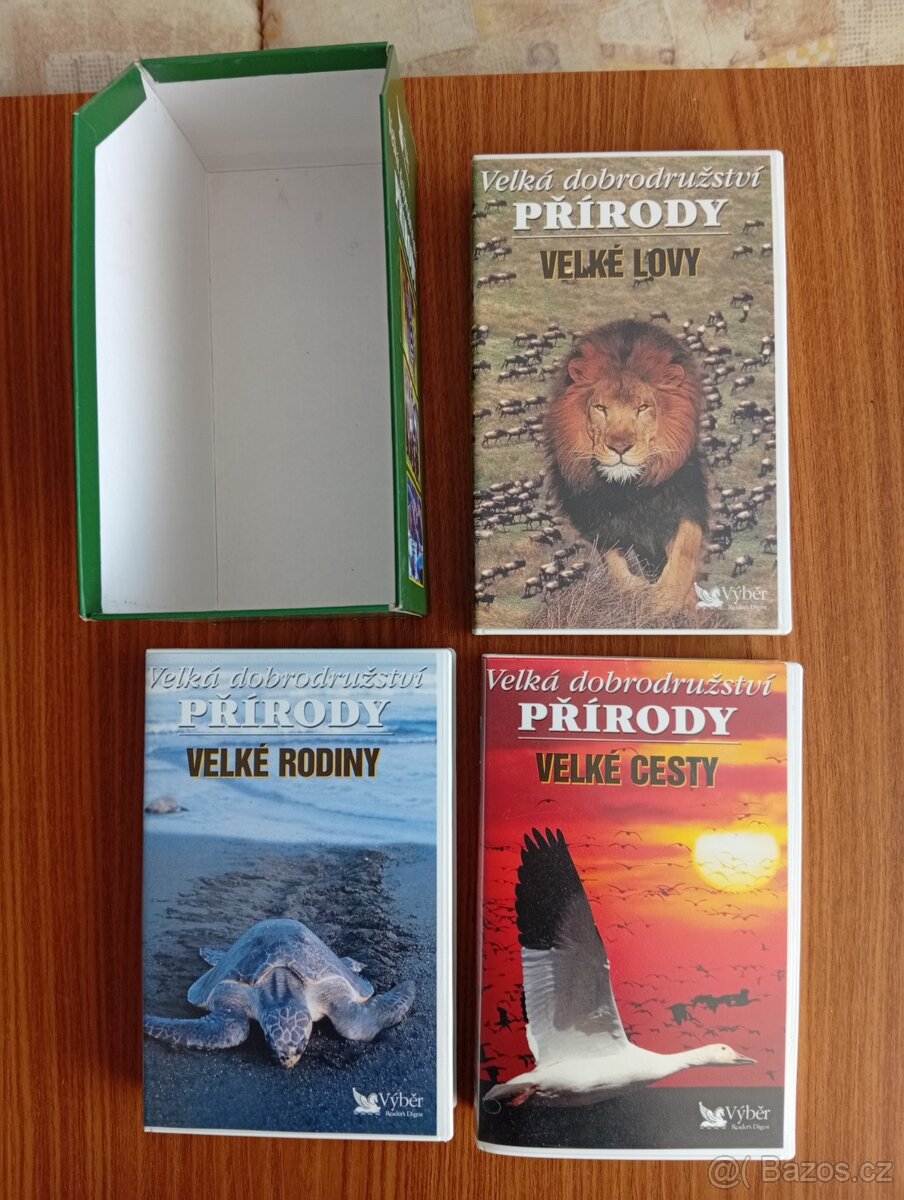 Velká dobrodružství
PŘÍRODY
VELKÉ LOVY
Výběr
Reader's Digest
Velká dobrodružství
PŘÍRODY
VELKÉ RODINY
Výběr
Reader's Digest
Velká dobrodružství
PŘÍRODY
VELKÉ CESTY
Výběr
Reader's Digest
Bazos.cz